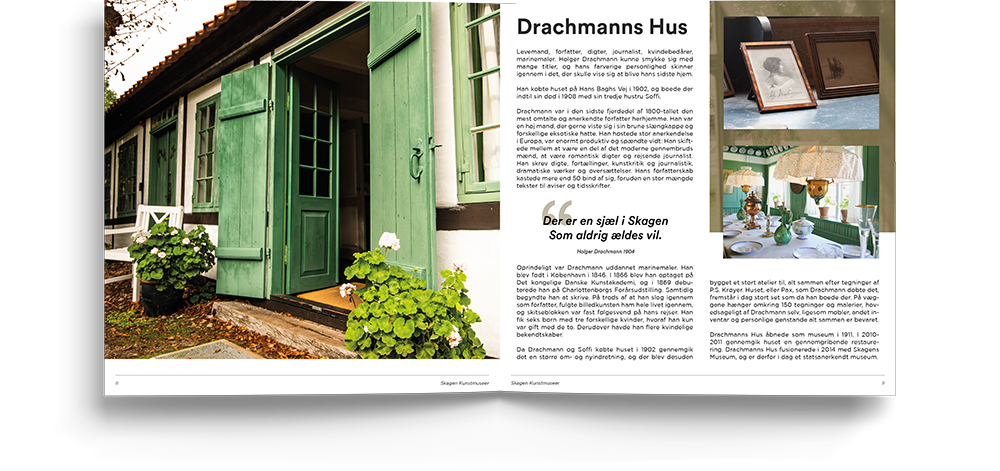 Drachmanns Hus
Levemand, forfatter, digter, journalist, kvindebedårer,
marinemaler. Holger Drachmann kunne smykke sig med
mange titler, og hans farverige personlighed skinner
igennem i det, der skulle vise sig at blive hans sidste hjem.
Han købte huset på Hans Baghs Vej i 1902, og boede der
indtil sin død i 1908 med sin tredje hustru Soffi.
Drachmann var i den sidste fjerdedel af 1800-tallet den
mest omtalte og anerkendte forfatter herhjemme. Han var
en høj mand, der gerne viste sig i sin brune slængkappe og
forskellige eksotiske hatte. Han høstede stor anerkendelse
i Europa, var enormt produktiv og spændte vidt: Han skift-
ede mellem at være en del af det moderne gennembruds
mænd, at være romantisk digter og rejsende journalist.
Han skrev digte, fortællinger, kunstkritik og journalistik,
dramatiske værker og oversættelser. Hans forfatterskab
kastede mere end 50 bind af sig, foruden en stor mængde
tekster til aviser og tidsskrifter.
“
Der er en sjæl i Skagen
Som aldrig ældes vil.
Holger Drachmann 1904
Oprindeligt var Drachmann uddannet marinemaler. Han
blev født i København i 1846. I 1866 blev han optaget på
Det kongelige Danske Kunstakademi, og i 1869 debu-
terede han på Charlottenborgs Forårsudstilling. Samtidig
begyndte han at skrive. På trods af at han slog igennem
som forfatter, fulgte billedkunsten ham hele livet igennem,
og skitseblokken var fast følgesvend på hans rejser. Han
fik seks børn med tre forskellige kvinder, hvoraf han kun
var gift med de to. Derudover havde han flere kvindelige
bekendtskaber.
Da Drachmann og Soffi købte huset i 1902 gennemgik
det en større om- og nyindretning, og der blev desuden
bygget et stort atelier til, alt sammen efter tegninger af
P.S. Krøyer. Huset, eller Pax, som Drachmann døbte det,
fremstår i dag stort set som da han boede der. På væg-
gene hænger omkring 150 tegninger og malerier, hov-
edsageligt af Drachmann selv, ligesom møbler, andet in-
ventar og personlige genstande alt sammen er bevaret.
Drachmanns Hus åbnede som museum i 1911. I 2010-
2011 gennemgik huset en gennemgribende restaure-
ring. Drachmanns Hus fusionerede i 2014 med Skagens
Museum, og er derfor i dag et statsanerkendt museum.
8
Skagen Kunstmuseer
Skagen Kunstmuseer
9